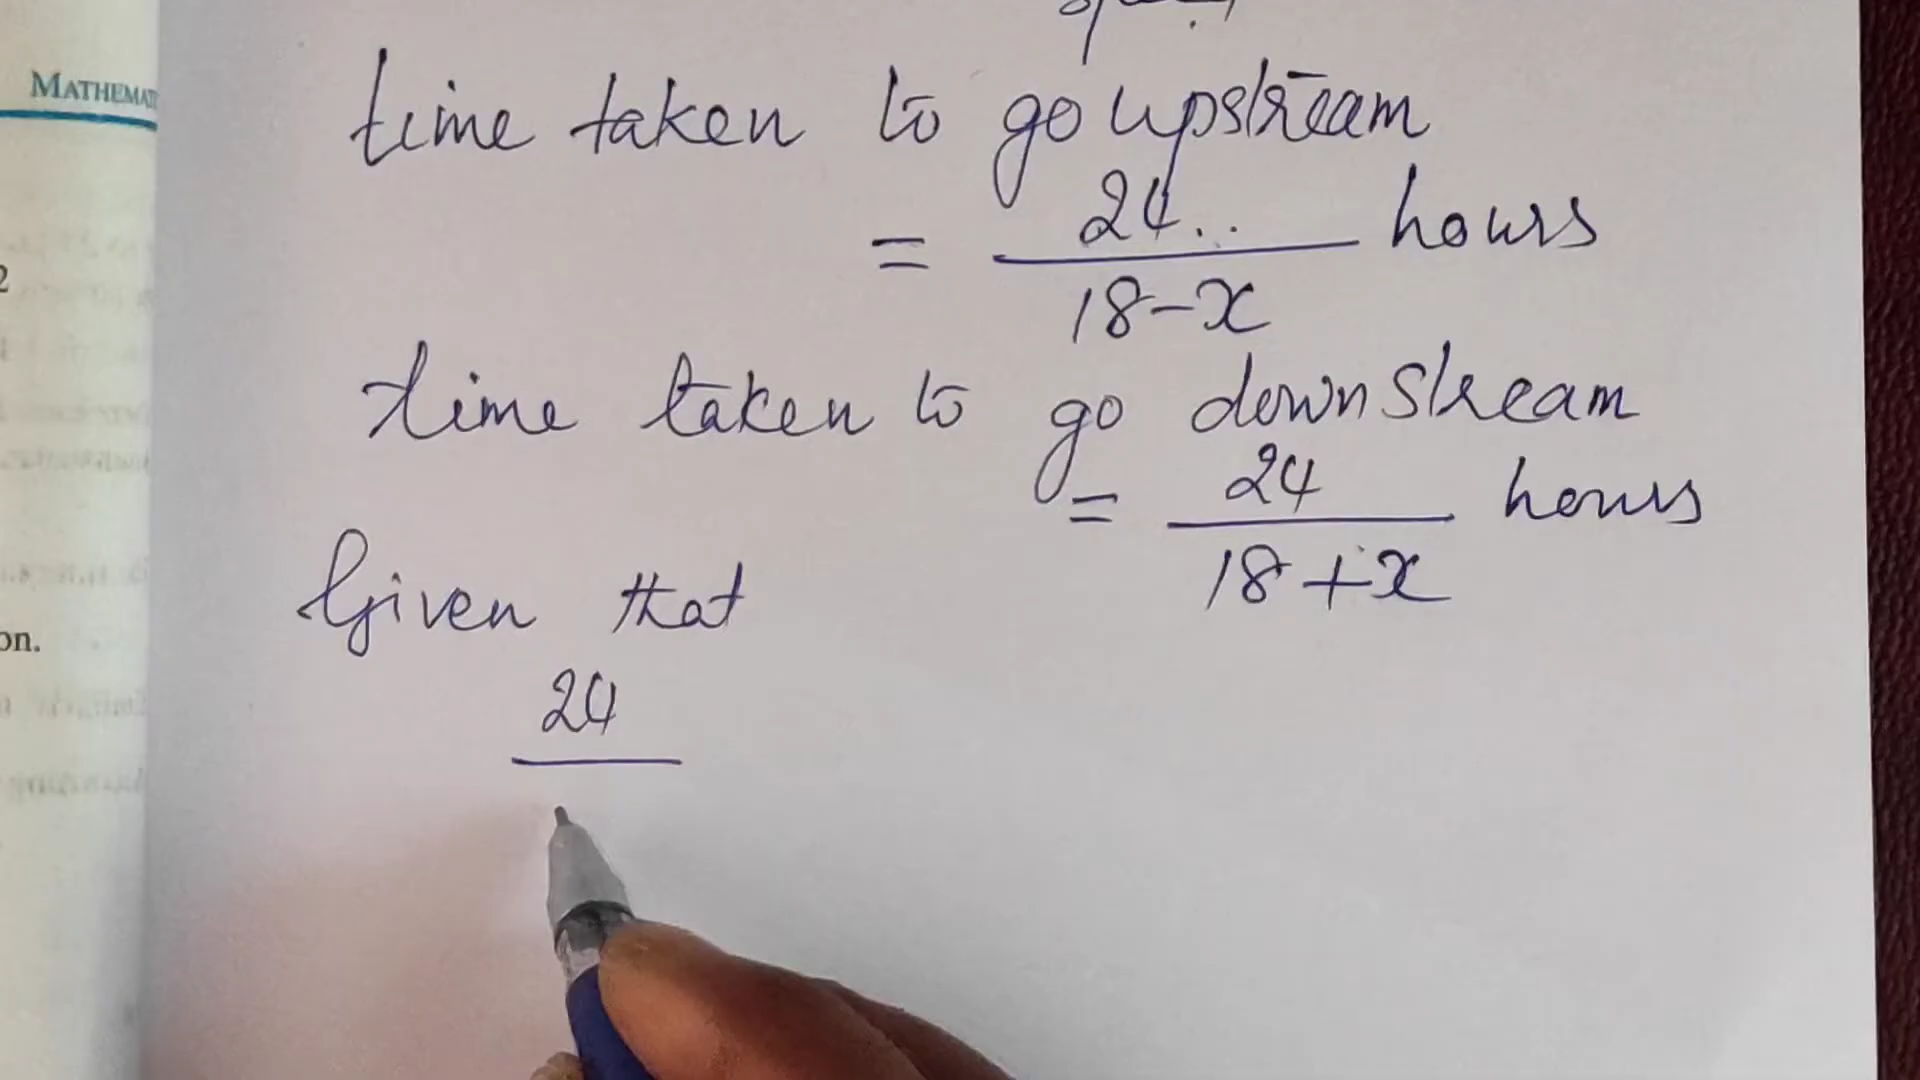 time taken to go upstream
= 24.. / 18-x hours
time taken to go downstream
= 24 / 18+x hours
Given that
24
MATHEMAT
2
on.